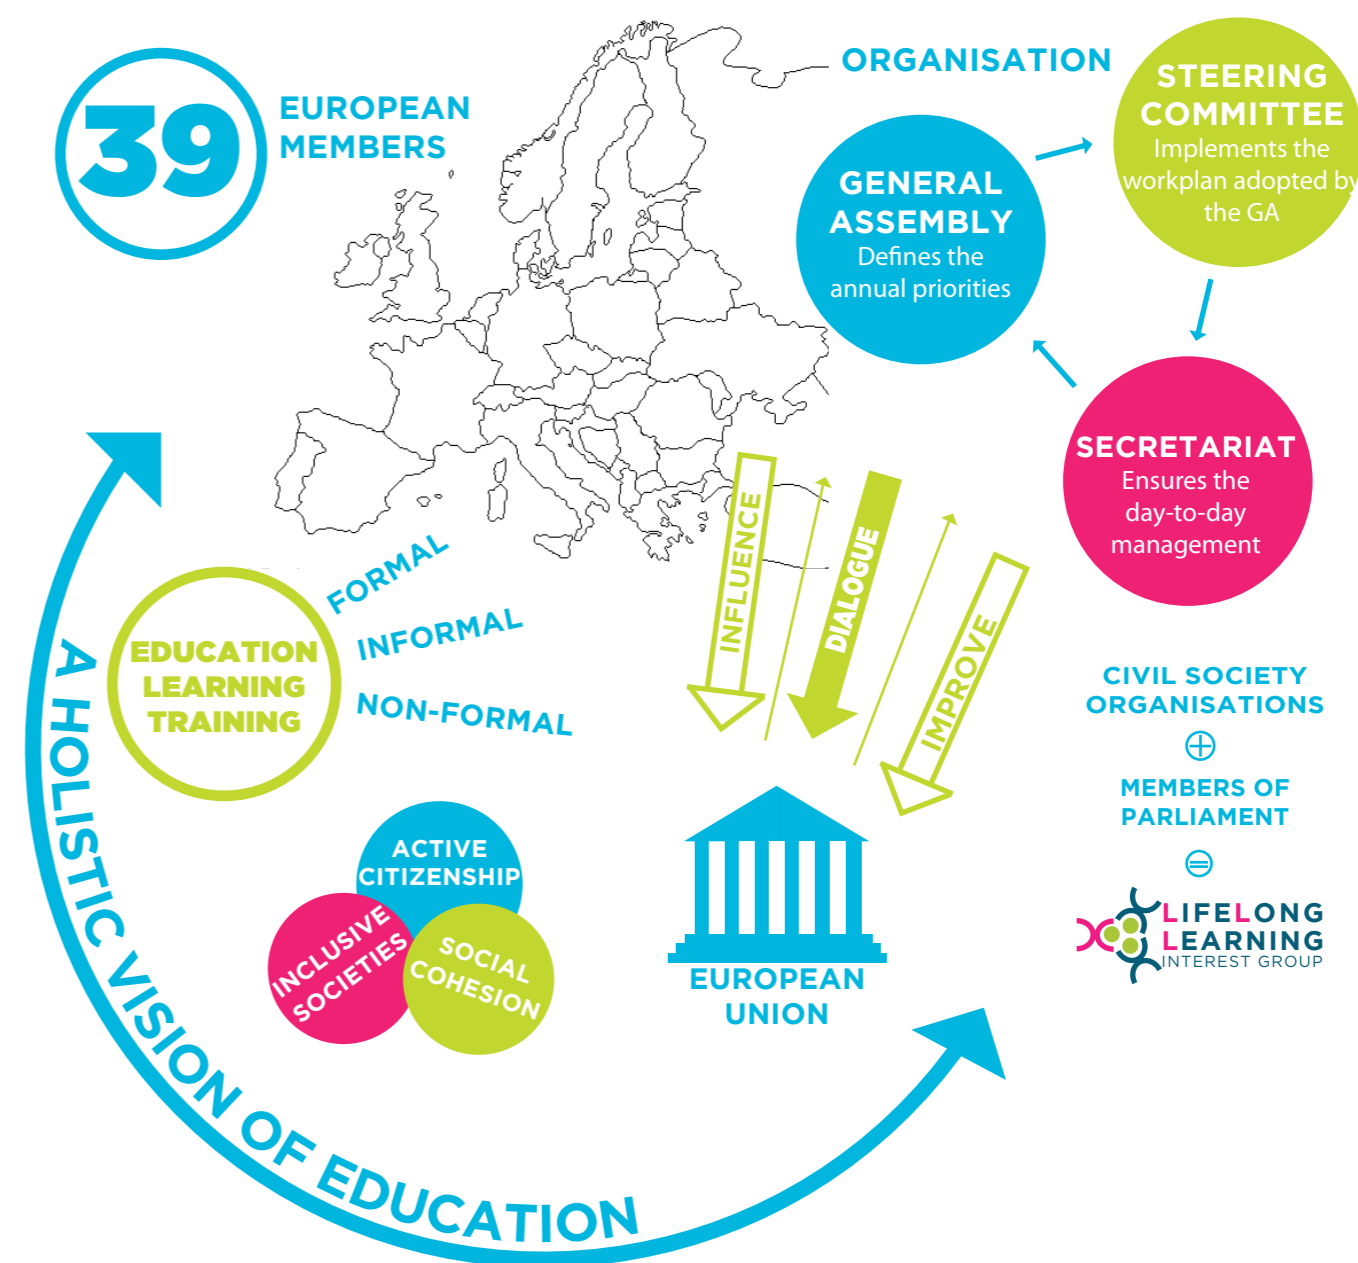 39
EUROPEAN
MEMBERS
ORGANISATION
GENERAL
ASSEMBLY
Defines the
annual priorities
STEERING
COMMITTEE
Implements the
workplan adopted by
the GA
SECRETARIAT
Ensures the
day-to-day
management
INFLUENCE
DIALOGUE
IMPROVE
EDUCATION
LEARNING
TRAINING
FORMAL
INFORMAL
NON-FORMAL
ACTIVE
CITIZENSHIP
INCLUSIVE
SOCIETIES
SOCIAL
COHESION
EUROPEAN
UNION
CIVIL SOCIETY
ORGANISATIONS
+
MEMBERS OF
PARLIAMENT
=
LIFELONG
LEARNING
INTEREST GROUP
A HOLISTIC VISION OF EDUCATION